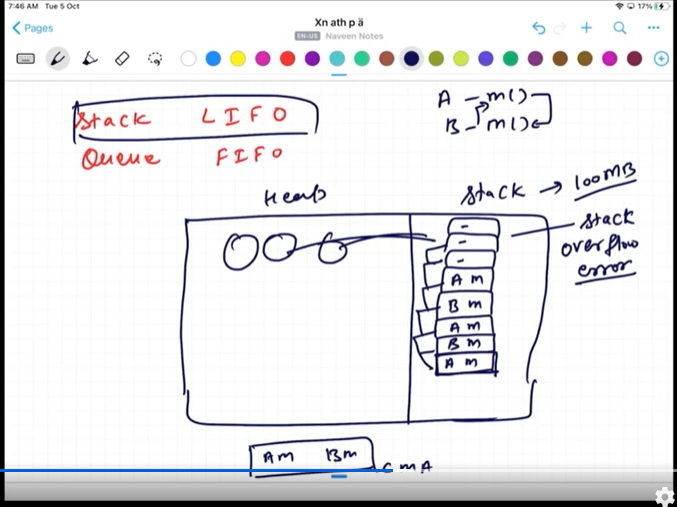 7:46 AM Tue 5 Oct
17%
Pages
Xn ath p ä
EN-US Naveen Notes
Stack LIFO
Queue FIFO
A - m()
B - m()
Heap
Stack → 100MB
Stack
overflow
error
-
-
-
A m
B m
A m
B m
A m
Am Bm
CMA